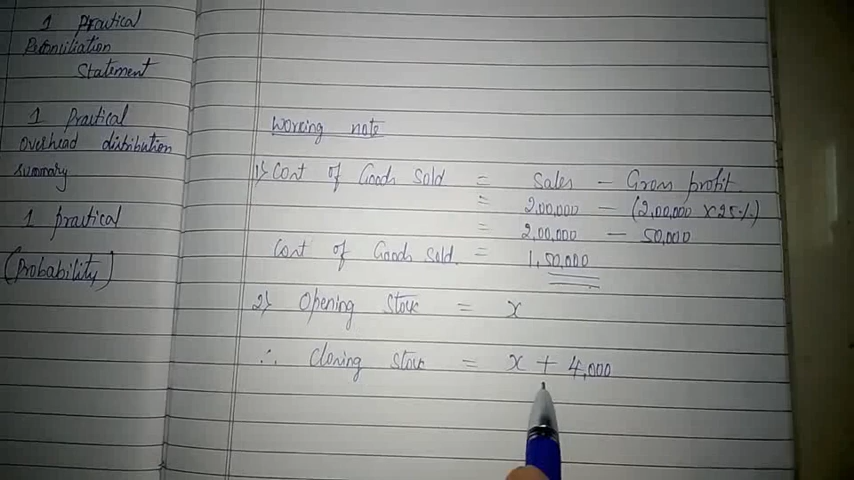 1 Practical
Reconciliation
Statement
1 Practical
overhead distribution
summary
1 practical
(Probability)
Working note
1) Cost of Goods Sold = Sales - Gross profit.
= 2,00,000 - (2,00,000 x 25%)
= 2,00,000 - 50,000
Cost of Goods Sold. = 1,50,000
2) Opening Stock = x
∴ Closing Stock = x + 4,000